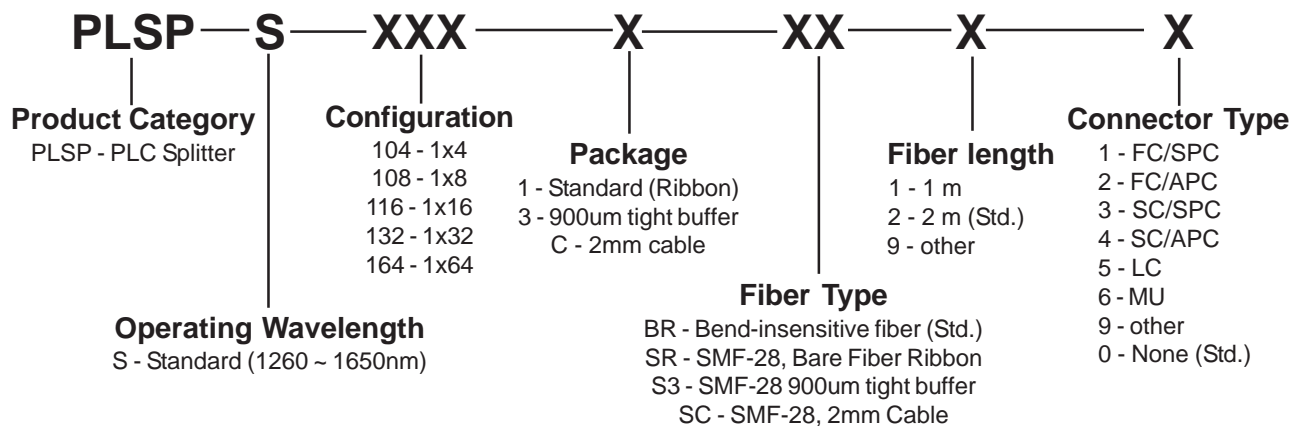 PLSP S XXX X XX X X
Product Category
PLSP - PLC Splitter
Operating Wavelength
S - Standard (1260 ~ 1650nm)
Configuration
104 - 1x4
108 - 1x8
116 - 1x16
132 - 1x32
164 - 1x64
Package
1 - Standard (Ribbon)
3 - 900um tight buffer
C - 2mm cable
Fiber Type
BR - Bend-insensitive fiber (Std.)
SR - SMF-28, Bare Fiber Ribbon
S3 - SMF-28 900um tight buffer
SC - SMF-28, 2mm Cable
Fiber length
1 - 1 m
2 - 2 m (Std.)
9 - other
Connector Type
1 - FC/SPC
2 - FC/APC
3 - SC/SPC
4 - SC/APC
5 - LC
6 - MU
9 - other
0 - None (Std.)